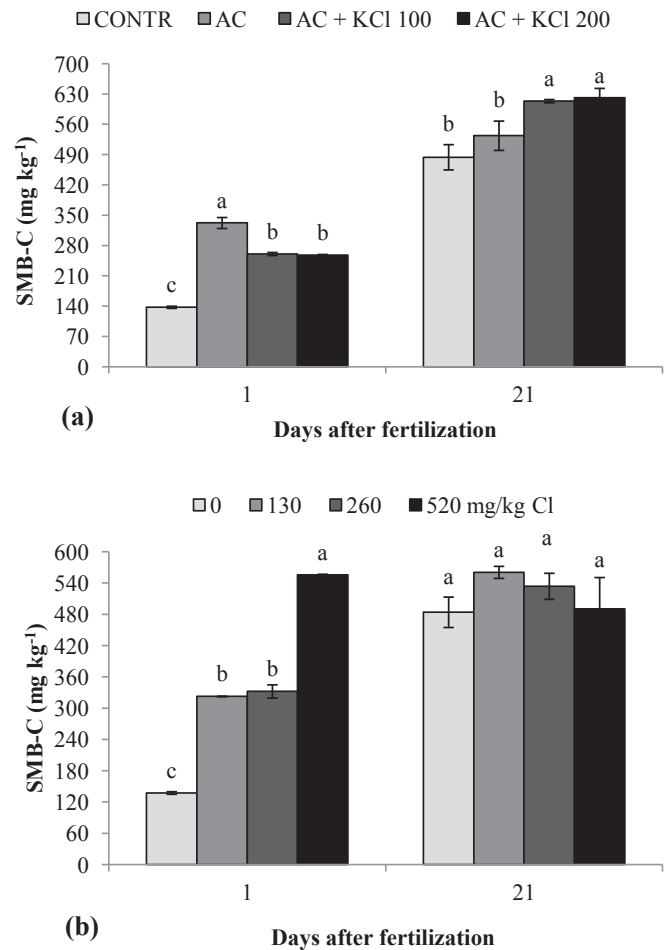 CONTR AC AC + KCl 100 AC + KCl 200
700
630
560
490
420
350
280
210
140
70
0
SMB-C (mg kg⁻¹)
c a b b b b a a
1 21
(a)
Days after fertilization
0 130 260 520 mg/kg Cl
600
540
480
420
360
300
240
180
120
60
0
SMB-C (mg kg⁻¹)
c b b a a a a a
1 21
(b)
Days after fertilization